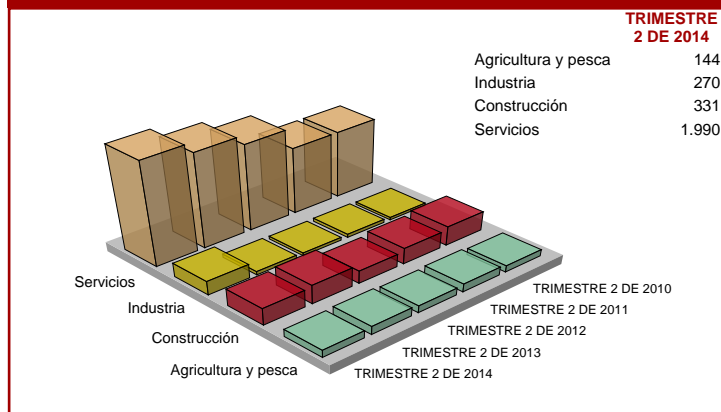 TRIMESTRE
2 DE 2014
Agricultura y pesca 144
Industria 270
Construcción 331
Servicios 1.990
Servicios
Industria
Construcción
Agricultura y pesca
TRIMESTRE 2 DE 2010
TRIMESTRE 2 DE 2011
TRIMESTRE 2 DE 2012
TRIMESTRE 2 DE 2013
TRIMESTRE 2 DE 2014